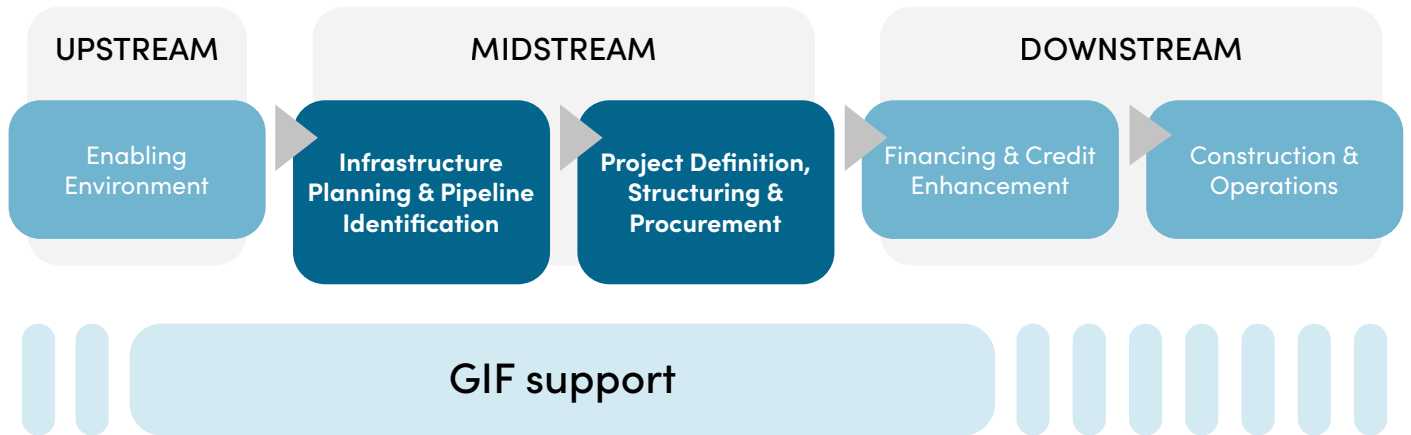 UPSTREAM
MIDSTREAM
DOWNSTREAM
Enabling
Environment
Infrastructure
Planning & Pipeline
Identification
Project Definition,
Structuring &
Procurement
Financing & Credit
Enhancement
Construction &
Operations
GIF support